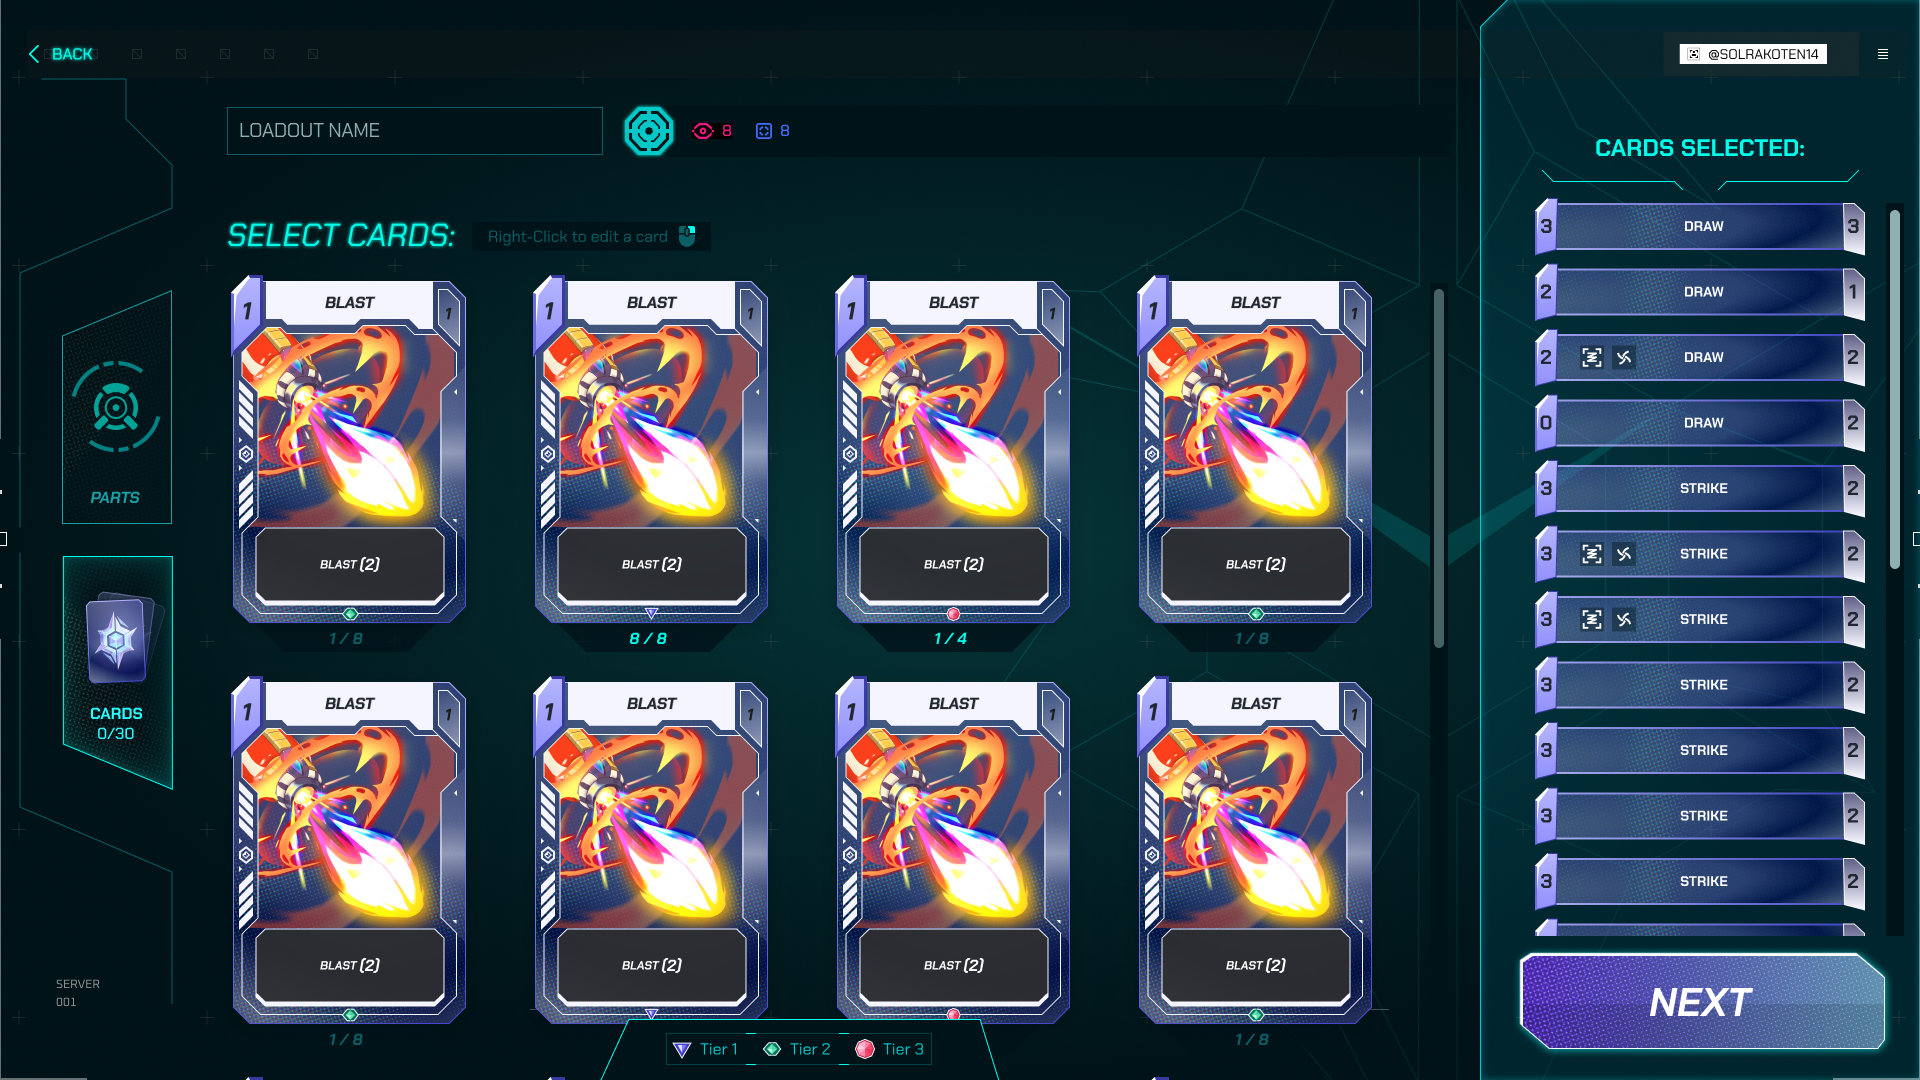 BACK
@SOLRAKOTEN14
LOADOUT NAME
8
8
SELECT CARDS:
Right-Click to edit a card
PARTS
CARDS
0/30
SERVER
001
1
BLAST
1
BLAST (2)
1 / 8
1
BLAST
1
BLAST (2)
8 / 8
1
BLAST
1
BLAST (2)
1 / 4
1
BLAST
1
BLAST (2)
1 / 8
1
BLAST
1
BLAST (2)
1 / 8
1
BLAST
1
BLAST (2)
1
BLAST
1
BLAST (2)
1
BLAST
1
BLAST (2)
1 / 8
Tier 1
Tier 2
Tier 3
CARDS SELECTED:
3 DRAW 3
2 DRAW 1
2 DRAW 2
0 DRAW 2
3 STRIKE 2
3 STRIKE 2
3 STRIKE 2
3 STRIKE 2
3 STRIKE 2
3 STRIKE 2
3 STRIKE 2
NEXT